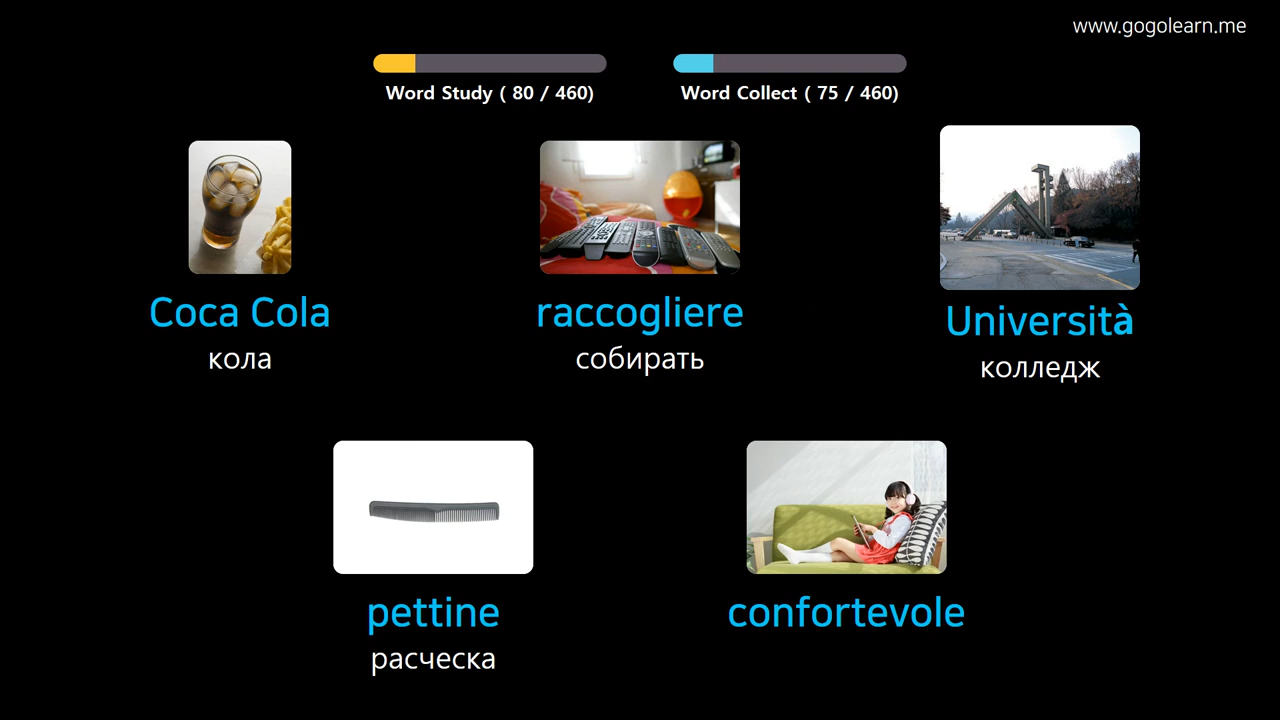 www.gogolearn.me
Word Study ( 80 / 460)
Word Collect ( 75 / 460)
Coca Cola
кола
raccogliere
собирать
Università
колледж
pettine
расческа
confortevole